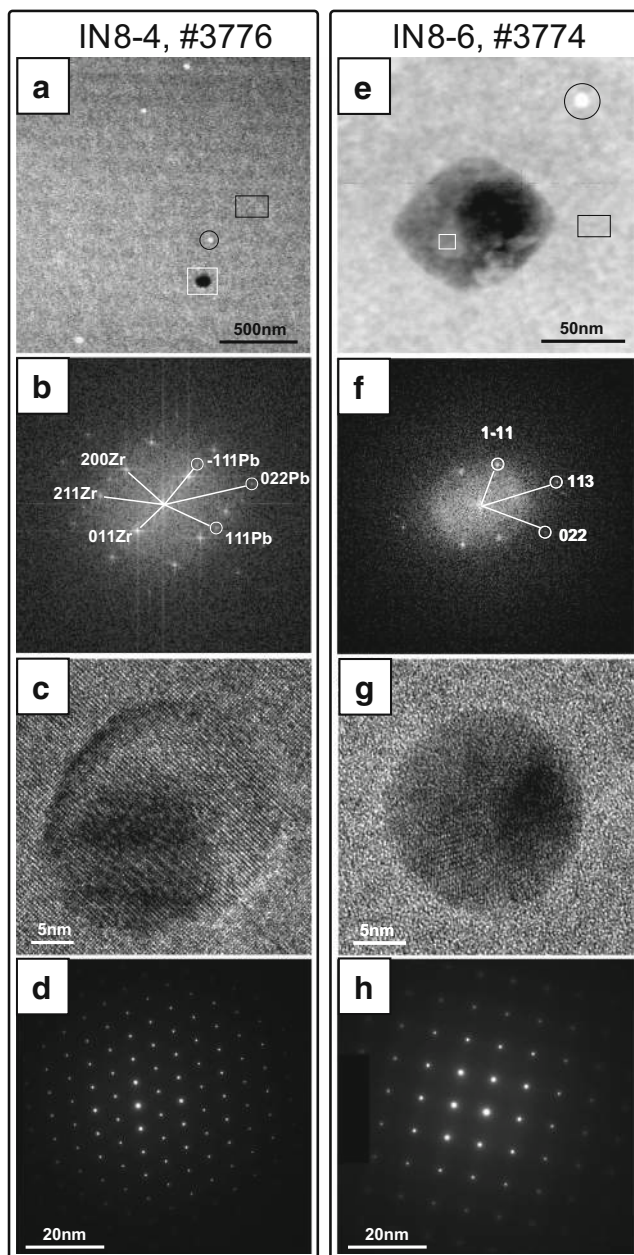 IN8-4, #3776
a
500nm
b
200Zr
-111Pb
022Pb
211Zr
011Zr
111Pb
c
5nm
d
20nm
IN8-6, #3774
e
50nm
f
1-11
113
022
g
5nm
h
20nm